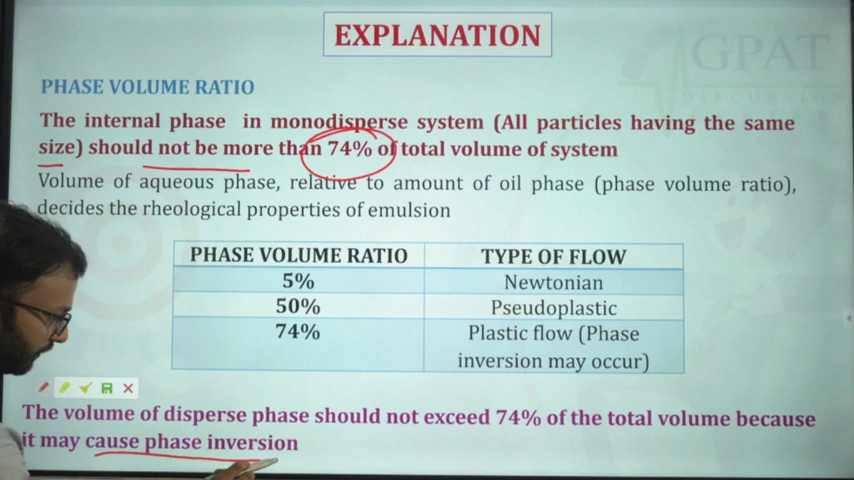 EXPLANATION
GPAT
DISCUSSION
PHASE VOLUME RATIO
The internal phase in monodisperse system (All particles having the same
size) should not be more than 74% of total volume of system
Volume of aqueous phase, relative to amount of oil phase (phase volume ratio),
decides the rheological properties of emulsion
PHASE VOLUME RATIO TYPE OF FLOW
5% Newtonian
50% Pseudoplastic
74% Plastic flow (Phase
inversion may occur)
The volume of disperse phase should not exceed 74% of the total volume because
it may cause phase inversion